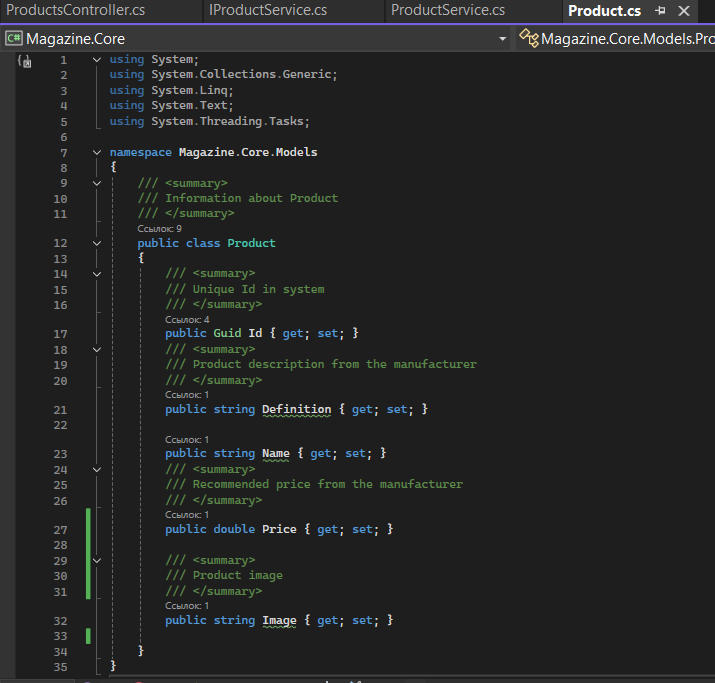 ProductsController.cs IProductService.cs ProductService.cs Product.cs
C# Magazine.Core Magazine.Core.Models.Pro
1 using System;
2 using System.Collections.Generic;
3 using System.Linq;
4 using System.Text;
5 using System.Threading.Tasks;
6
7 namespace Magazine.Core.Models
8 {
9 /// <summary>
10 /// Information about Product
11 /// </summary>
Ссылок: 9
12 public class Product
13 {
14 /// <summary>
15 /// Unique Id in system
16 /// </summary>
Ссылок: 4
17 public Guid Id { get; set; }
18 /// <summary>
19 /// Product description from the manufacturer
20 /// </summary>
Ссылок: 1
21 public string Definition { get; set; }
22
Ссылок: 1
23 public string Name { get; set; }
24 /// <summary>
25 /// Recommended price from the manufacturer
26 /// </summary>
Ссылок: 1
27 public double Price { get; set; }
28
29 /// <summary>
30 /// Product image
31 /// </summary>
Ссылок: 1
32 public string Image { get; set; }
33
34 }
35 }